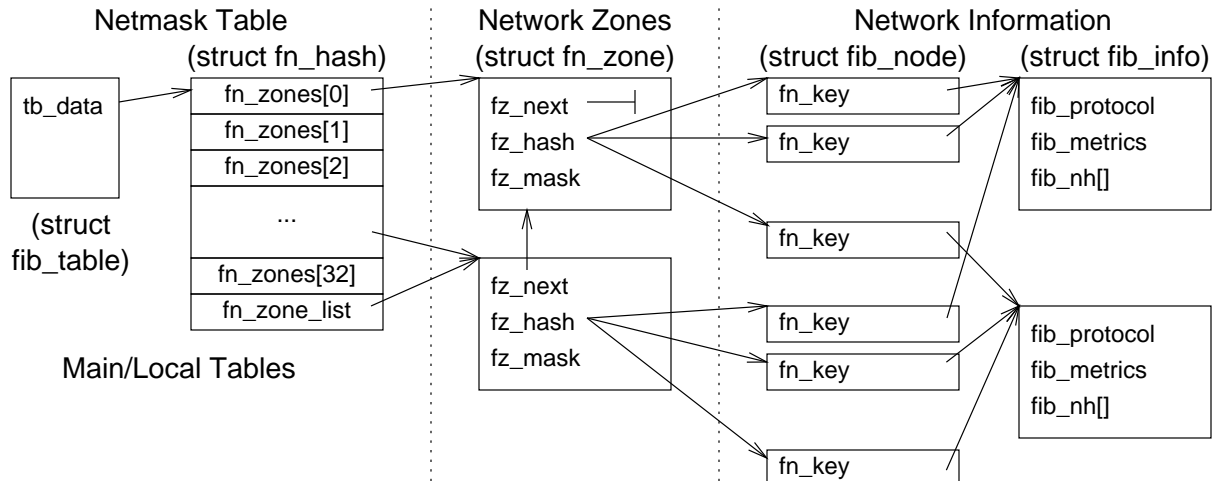 Netmask Table
Network Zones
Network Information
(struct fn_hash)
(struct fn_zone)
(struct fib_node)
(struct fib_info)
tb_data
(struct
fib_table)
fn_zones[0]
fn_zones[1]
fn_zones[2]
...
fn_zones[32]
fn_zone_list
Main/Local Tables
fz_next
fz_hash
fz_mask
fz_next
fz_hash
fz_mask
fn_key
fn_key
fn_key
fn_key
fn_key
fn_key
fib_protocol
fib_metrics
fib_nh[]
fib_protocol
fib_metrics
fib_nh[]